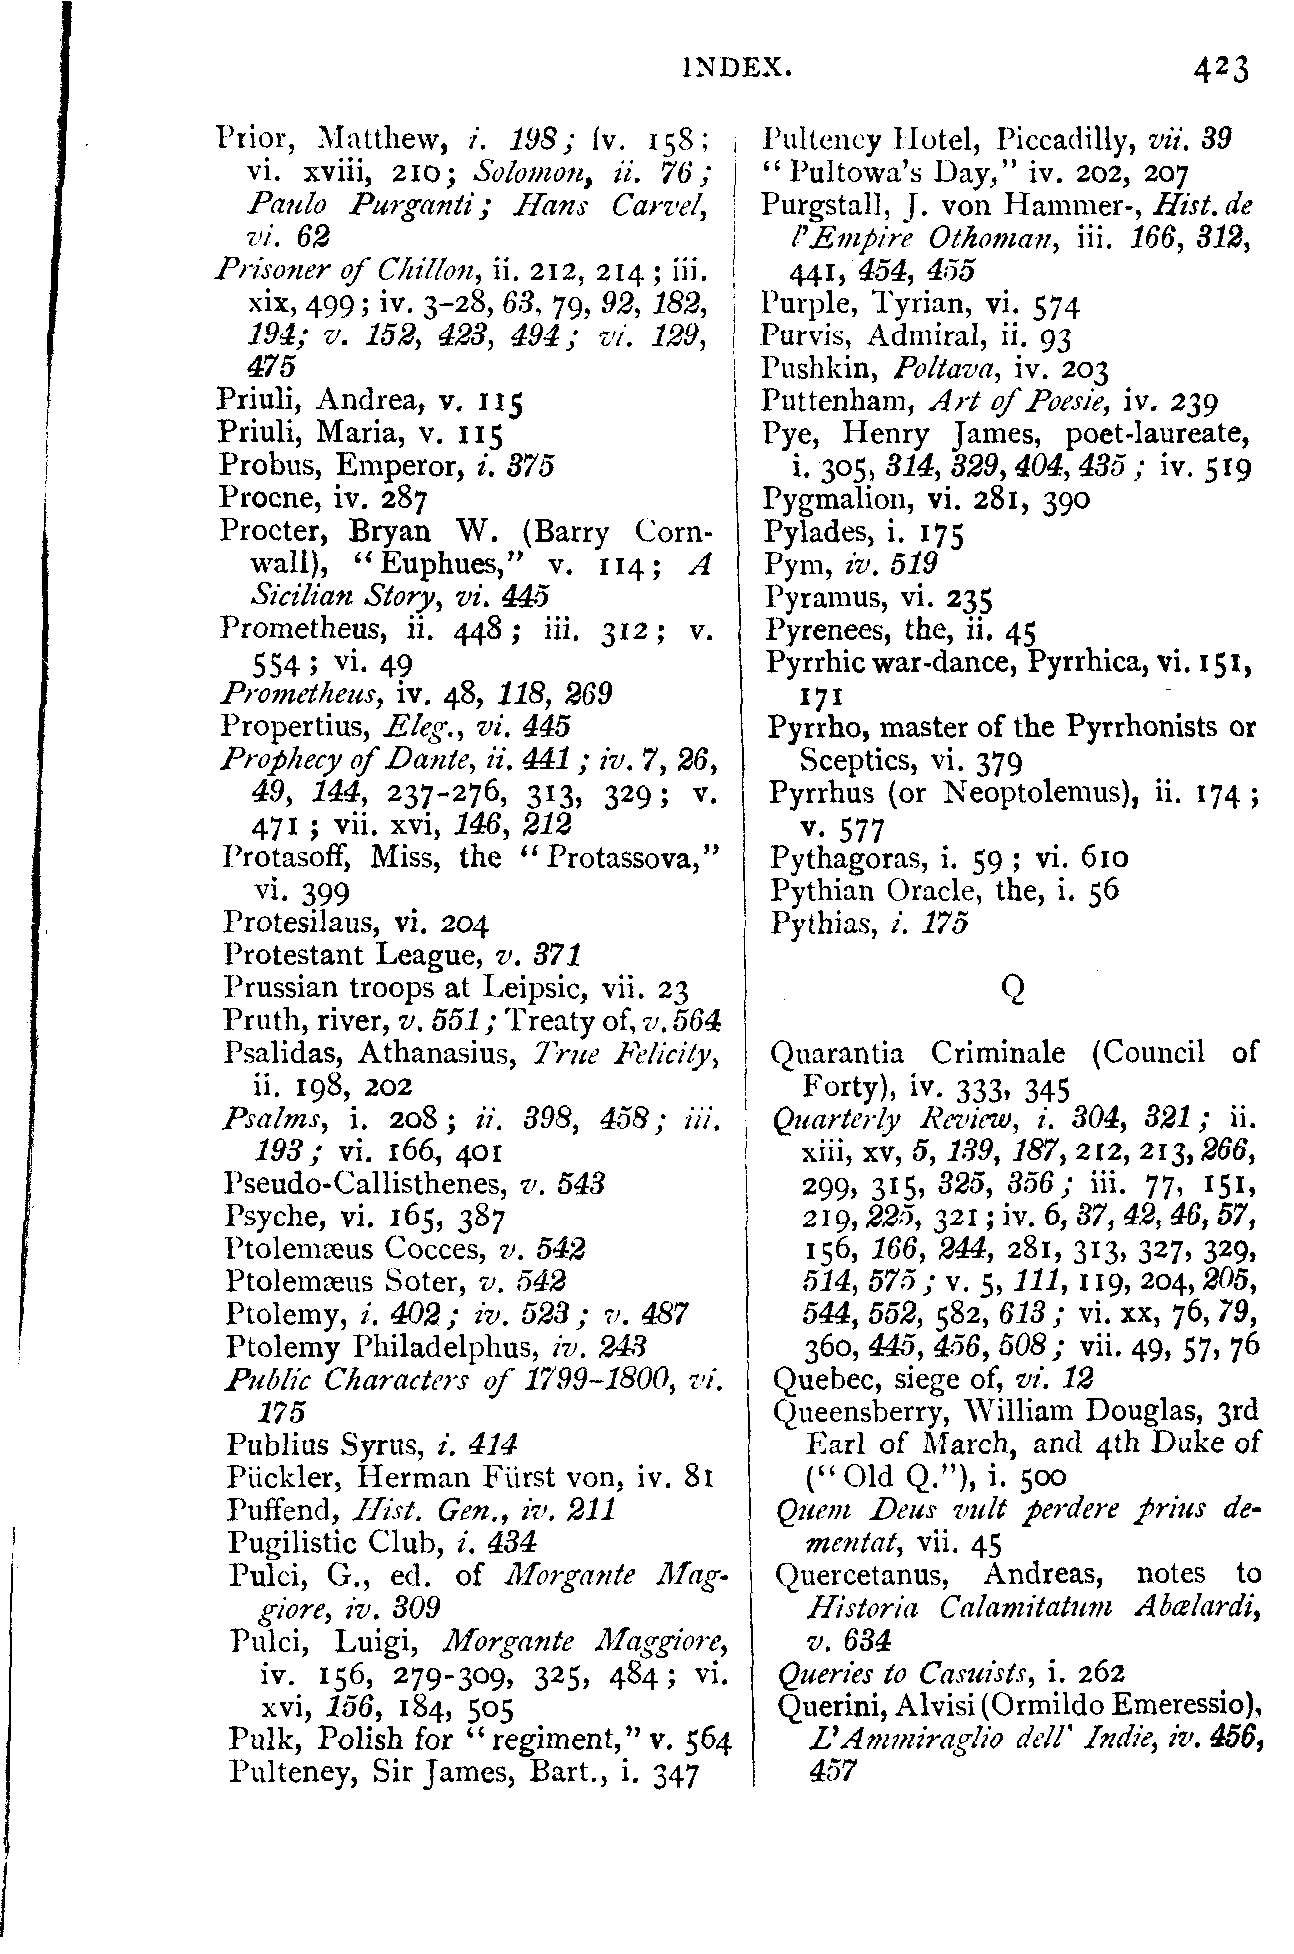 INDEX. 423
Prior, Matthew, i. 198; iv. 158;
vi. xviii, 210; Solomon, ii. 76;
Paulo Purganti; Hans Carvel,
vi. 62
Prisoner of Chillon, ii. 212, 214; iii.
xix, 499; iv. 3–28, 63, 79, 92, 182,
194; v. 152, 423, 494; vi. 129,
475
Priuli, Andrea, v. 115
Priuli, Maria, v. 115
Probus, Emperor, i. 375
Procne, iv. 287
Procter, Bryan W. (Barry Corn-
wall), "Euphues," v. 114; A
Sicilian Story, vi. 445
Prometheus, ii. 448; iii. 312; v.
554; vi. 49
Prometheus, iv. 48, 118, 269
Propertius, Eleg., vi. 445
Prophecy of Dante, ii. 441; iv. 7, 26,
49, 144, 237-276, 313, 329; v.
471; vii. xvi, 146, 212
Protasoff, Miss, the "Protassova,"
vi. 399
Protesilaus, vi. 204
Protestant League, v. 371
Prussian troops at Leipsic, vii. 23
Pruth, river, v. 551; Treaty of, v. 564
Psalidas, Athanasius, True Felicity,
ii. 198, 202
Psalms, i. 208; ii. 398, 458; iii.
193; vi. 166, 401
Pseudo-Callisthenes, v. 543
Psyche, vi. 165, 387
Ptolemæus Cocces, v. 542
Ptolemæus Soter, v. 542
Ptolemy, i. 402; iv. 523; v. 487
Ptolemy Philadelphus, iv. 243
Public Characters of 1799–1800, vi.
175
Publius Syrus, i. 414
Pückler, Herman Fürst von, iv. 81
Puffend, Hist. Gen., iv. 211
Pugilistic Club, i. 434
Pulci, G., ed. of Morgante Mag-
giore, iv. 309
Pulci, Luigi, Morgante Maggiore,
iv. 156, 279-309, 325, 484; vi.
xvi, 156, 184, 505
Pulk, Polish for "regiment," v. 564
Pulteney, Sir James, Bart., i. 347
Pulteney Hotel, Piccadilly, vii. 39
"Pultowa's Day," iv. 202, 207
Purgstall, J. von Hammer-, Hist. de
l'Empire Othoman, iii. 166, 312,
441, 454, 455
Purple, Tyrian, vi. 574
Purvis, Admiral, ii. 93
Pushkin, Poltava, iv. 203
Puttenham, Art of Poesie, iv. 239
Pye, Henry James, poet-laureate,
i. 305, 314, 329, 404, 435; iv. 519
Pygmalion, vi. 281, 390
Pylades, i. 175
Pym, iv. 519
Pyramus, vi. 235
Pyrenees, the, ii. 45
Pyrrhic war-dance, Pyrrhica, vi. 151,
171
Pyrrho, master of the Pyrrhonists or
Sceptics, vi. 379
Pyrrhus (or Neoptolemus), ii. 174;
v. 577
Pythagoras, i. 59; vi. 610
Pythian Oracle, the, i. 56
Pythias, i. 175
Q
Quarantia Criminale (Council of
Forty), iv. 333, 345
Quarterly Review, i. 304, 321; ii.
xiii, xv, 5, 139, 187, 212, 213, 266,
299, 315, 325, 356; iii. 77, 151,
219, 225, 321; iv. 6, 37, 42, 46, 57,
156, 166, 244, 281, 313, 327, 329,
514, 575; v. 5, 111, 119, 204, 205,
544, 552, 582, 613; vi. xx, 76, 79,
360, 445, 456, 508; vii. 49, 57, 76
Quebec, siege of, vi. 12
Queensberry, William Douglas, 3rd
Earl of March, and 4th Duke of
("Old Q."), i. 500
Quem Deus vult perdere prius de-
mentat, vii. 45
Quercetanus, Andreas, notes to
Historia Calamitatum Abælardi,
v. 634
Queries to Casuists, i. 262
Querini, Alvisi (Ormildo Emeressio),
L'Ammiraglio dell' Indie, iv. 456,
457